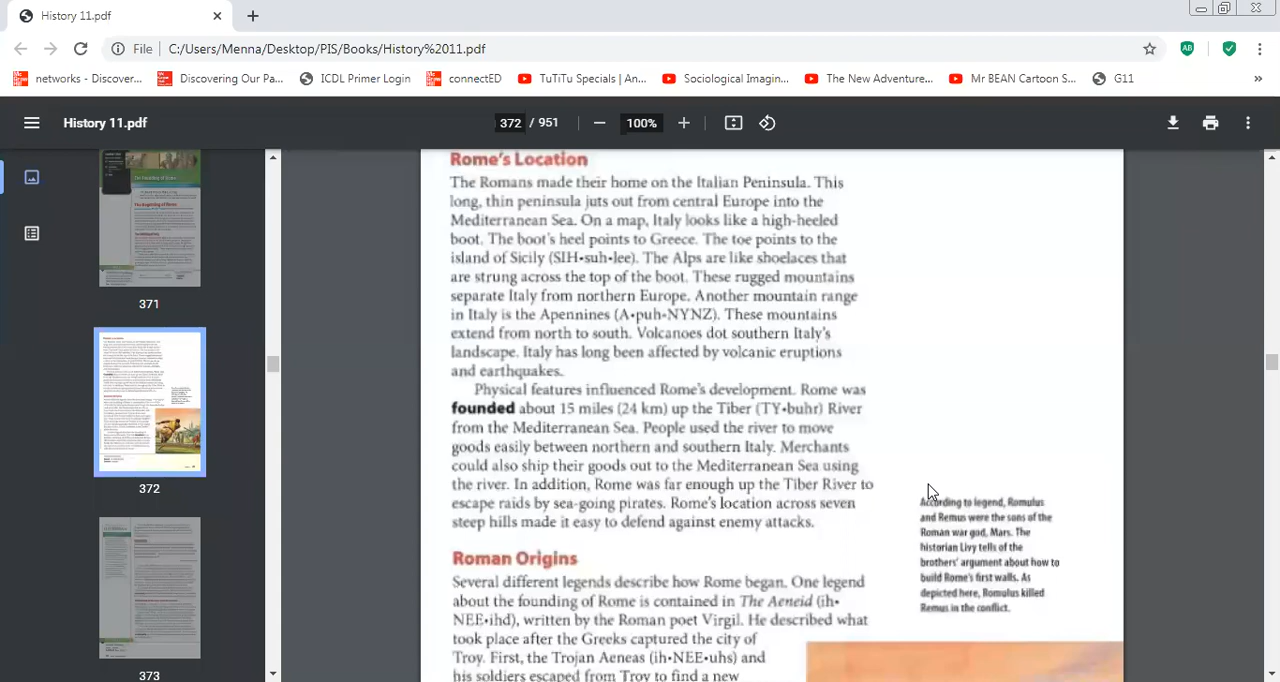 History 11.pdf
File
C:/Users/Menna/Desktop/PIS/Books/History%2011.pdf
AB
networks - Discover...
Discovering Our Pa...
ICDL Primer Login
ConnectED
TuTiTu Specials | An...
Sociological Imagin...
The New Adventure...
Mr BEAN Cartoon S...
G11
»
History 11.pdf
372 / 951
100%
371
372
373
Rome's Location
The Romans made their home on the Italian Peninsula. This
long, thin peninsula juts out from central Europe into the
Mediterranean Sea. On a map, Italy looks like a high-heeled
boot. The boot's heel points to Greece. The toe points to the
island of Sicily (SIH•suh•lee). The Alps are like shoelaces that
are strung across the top of the boot. These rugged mountains
separate Italy from northern Europe. Another mountain range
in Italy is the Apennines (A•puh•NYNZ). These mountains
extend from north to south. Volcanoes dot southern Italy's
been affected by volcanic eruptions
and earthquakes.
influenced Rome's development.
founded about 15 miles (24 km) up the Tiber (TY•buhr) River
from the Mediterranean Sea. People used the river to move
goods easily between northern and southern Italy. Merchants
could also ship their goods out to the Mediterranean Sea using
the river. In addition, Rome was far enough up the Tiber River to
escape raids by sea-going pirates. Rome's location across seven
steep hills made it easy to defend against enemy attacks.
Roman Origins
Several different legends describe how Rome began. One legend
about the founding of Rome is contained in The Aeneid (ih•
NEE•uhd), written by the Roman poet Virgil. He described what
took place after the Greeks captured the city of
Troy. First, the Trojan Aeneas (ih•NEE•uhs) and
his soldiers escaped from Troy to find a new
According to legend, Romulus
and Remus were the sons of the
Roman war god, Mars. The
historian Livy tells of the
brothers' argument about how to
build Rome's first walls. As
depicted here, Romulus killed
Remus in the conflict.